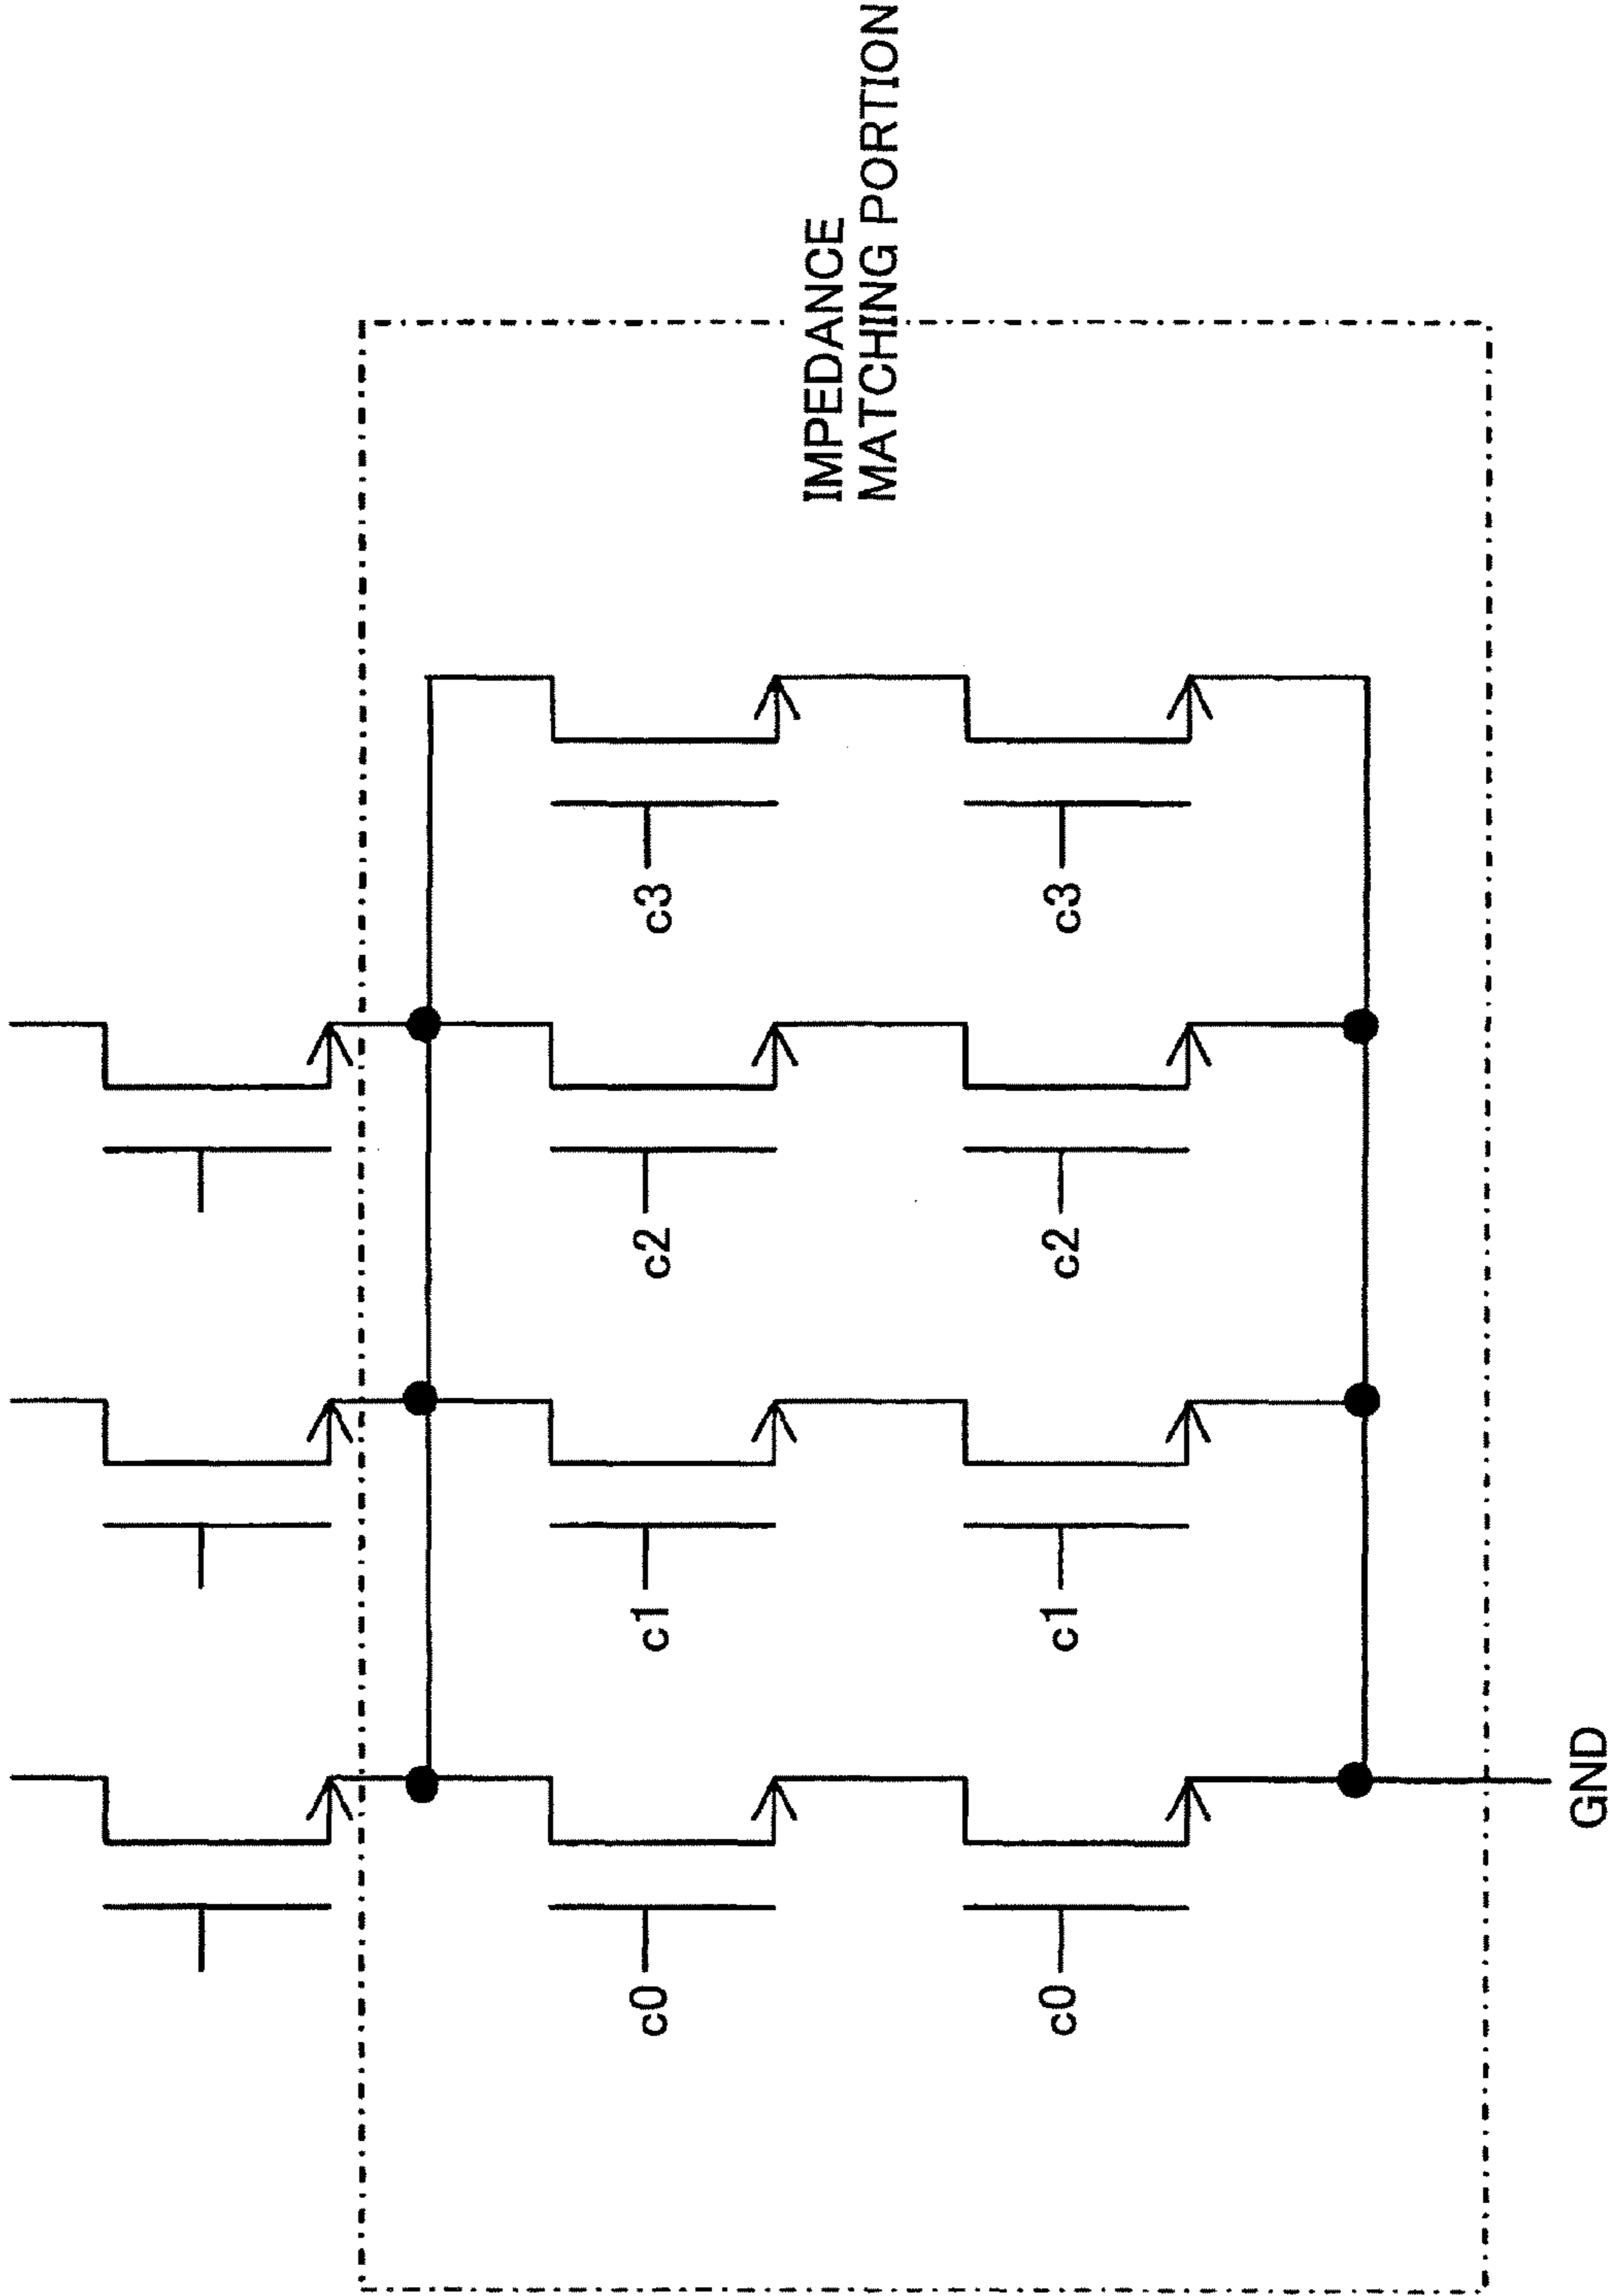 c0
c1
c2
c3
c0
c1
c2
c3
IMPEDANCE
MATCHING PORTION
GND